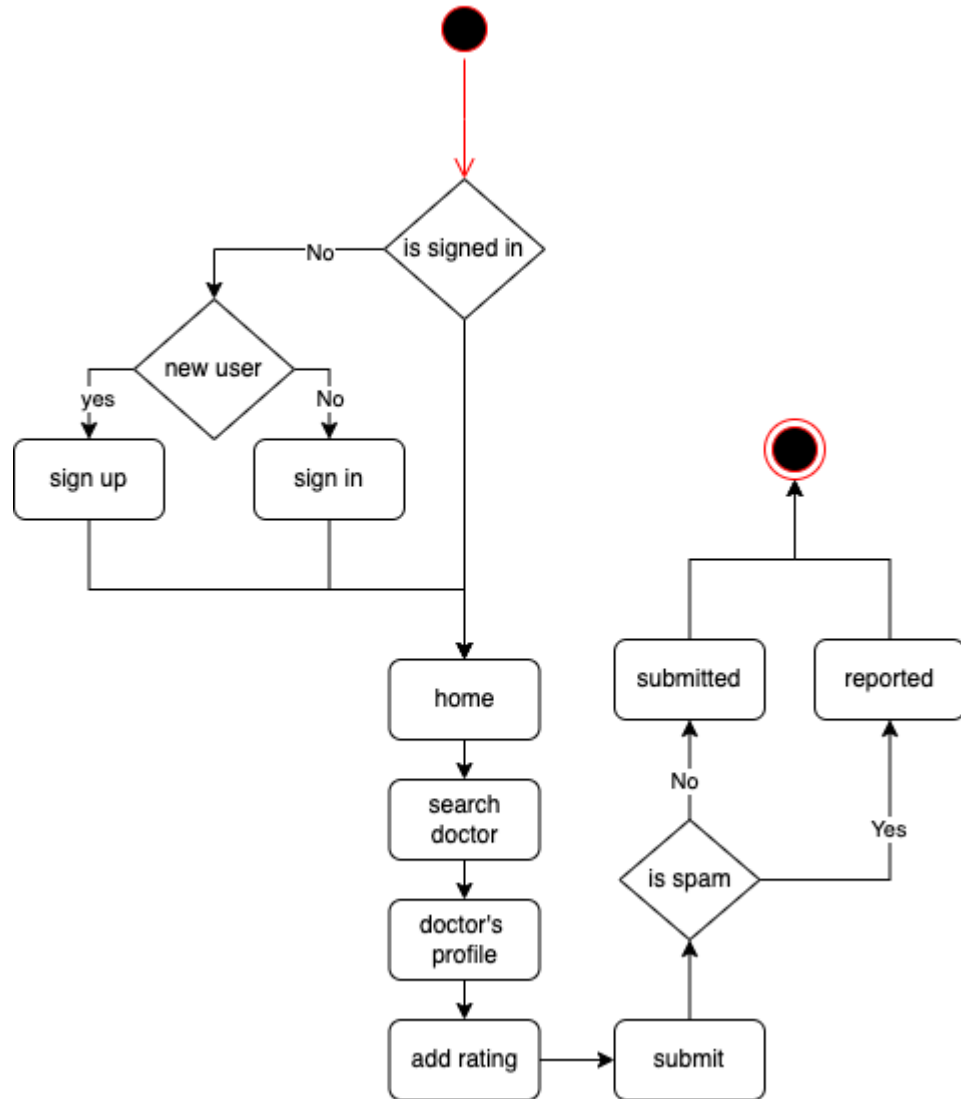 is signed in
No
new user
yes
No
sign up
sign in
home
search
doctor
doctor's
profile
add rating
submit
is spam
No
Yes
submitted
reported